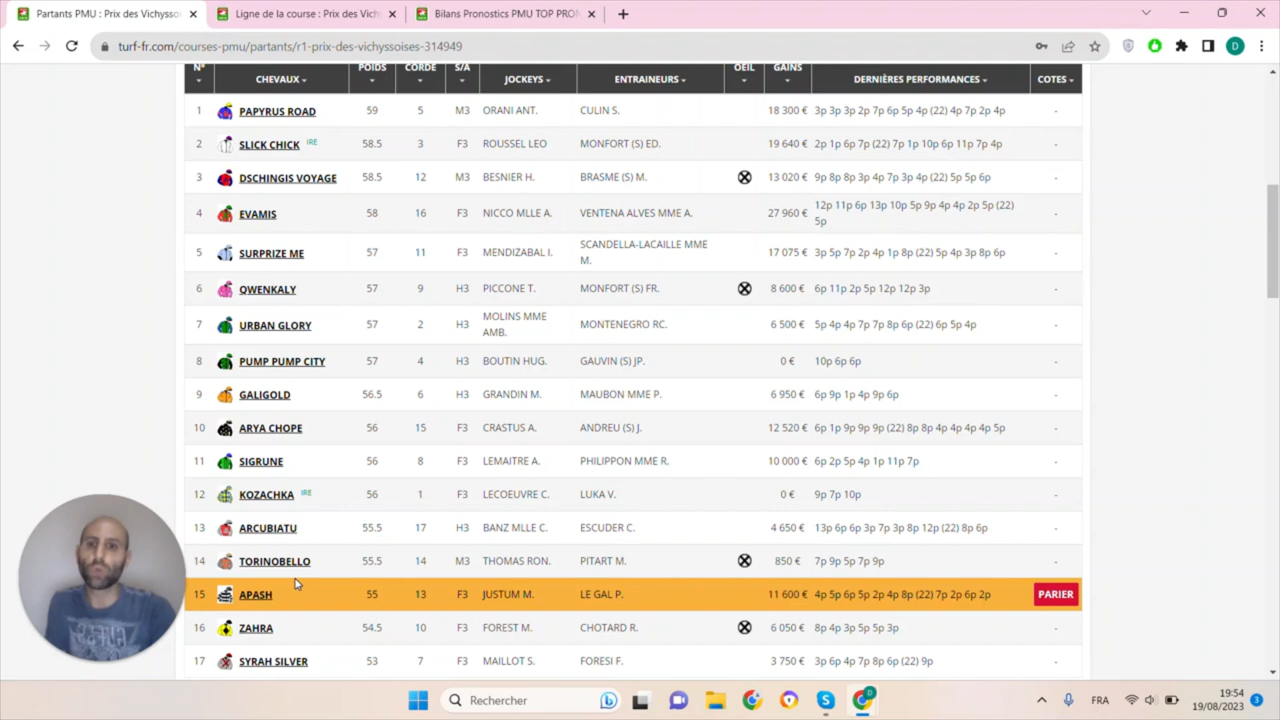 Partants PMU : Prix des Vichysso
Ligne de la course : Prix des Vich
Bilans Pronostics PMU TOP PRO
turf-fr.com/courses-pmu/partants/r1-prix-des-vichyssoises-314949
D
N° CHEVAUX POIDS CORDE S/A JOCKEYS ENTRAINEURS OEIL GAINS DERNIÈRES PERFORMANCES COTES
1 PAPYRUS ROAD 59 5 M3 ORANI ANT. CULIN S. 18 300 € 3p 3p 3p 2p 7p 6p 5p 4p (22) 4p 7p 2p 4p -
2 SLICK CHICK IRE 58.5 3 F3 ROUSSEL LEO MONFORT (S) ED. 19 640 € 2p 1p 6p 7p (22) 7p 1p 10p 6p 11p 7p 4p -
3 DSCHINGIS VOYAGE 58.5 12 M3 BESNIER H. BRASME (S) M. 13 020 € 9p 8p 8p 3p 4p 7p 3p 4p (22) 5p 5p 6p -
4 EVAMIS 58 16 F3 NICCO MLLE A. VENTENA ALVES MME A. 27 960 € 12p 11p 6p 13p 10p 5p 9p 4p 4p 2p 5p (22)
5p -
5 SURPRIZE ME 57 11 F3 MENDIZABAL I. SCANDELLA-LACAILLE MME
M. 17 075 € 3p 5p 7p 2p 4p 1p 8p (22) 5p 4p 3p 8p 6p -
6 QWENKALY 57 9 H3 PICCONE T. MONFORT (S) FR. 8 600 € 6p 11p 2p 5p 12p 12p 3p -
7 URBAN GLORY 57 2 H3 MOLINS MME
AMB. MONTENEGRO RC. 6 500 € 5p 4p 4p 7p 7p 8p 6p (22) 6p 5p 4p -
8 PUMP PUMP CITY 57 4 H3 BOUTIN HUG. GAUVIN (S) JP. 0 € 10p 6p 6p -
9 GALIGOLD 56.5 6 H3 GRANDIN M. MAUBON MME P. 6 950 € 6p 9p 1p 4p 9p 6p -
10 ARYA CHOPE 56 15 F3 CRASTUS A. ANDREU (S) J. 12 520 € 6p 1p 9p 9p 9p (22) 8p 8p 4p 4p 4p 4p 5p -
11 SIGRUNE 56 8 F3 LEMAITRE A. PHILIPPON MME R. 10 000 € 6p 2p 5p 4p 1p 11p 7p -
12 KOZACHKA IRE 56 1 F3 LECOEUVRE C. LUKA V. 0 € 9p 7p 10p -
13 ARCUBIATU 55.5 17 H3 BANZ MLLE C. ESCUDER C. 4 650 € 13p 6p 6p 3p 7p 3p 8p 12p (22) 8p 6p -
14 TORINOBELLO 55.5 14 M3 THOMAS RON. PITART M. 850 € 7p 9p 5p 7p 9p -
15 APASH 55 13 F3 JUSTUM M. LE GAL P. 11 600 € 4p 5p 6p 5p 2p 4p 8p (22) 7p 2p 6p 2p PARIER
16 ZAHRA 54.5 10 F3 FOREST M. CHOTARD R. 6 050 € 8p 4p 3p 5p 5p 3p -
17 SYRAH SILVER 53 7 F3 MAILLOT S. FORESI F. 3 750 € 3p 6p 4p 7p 8p 6p (22) 9p -
Rechercher
FRA
19:54
19/08/2023
3